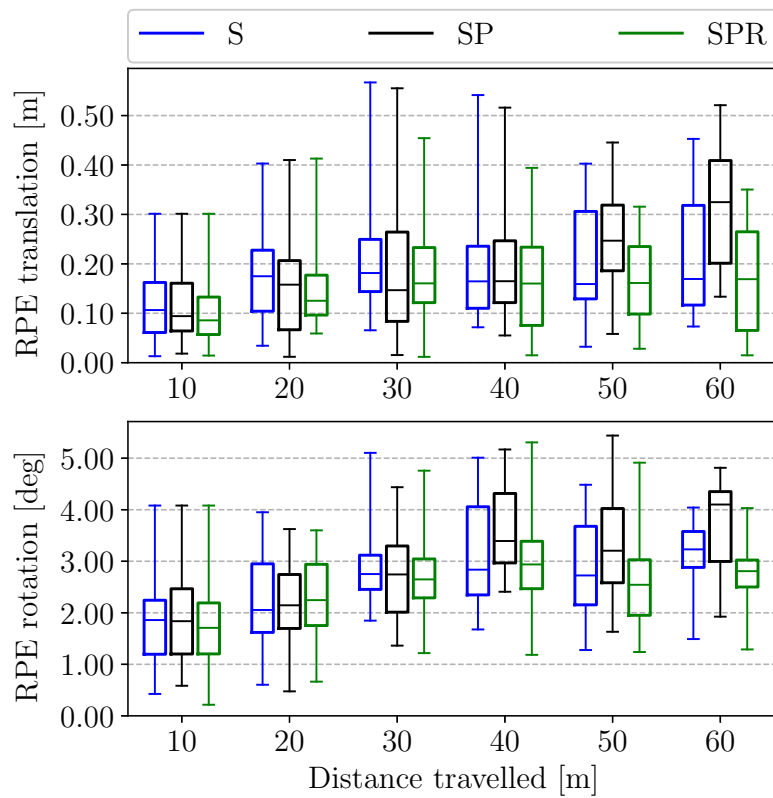 S SP SPR
RPE translation [m]
0.50
0.40
0.30
0.20
0.10
0.00
10 20 30 40 50 60
RPE rotation [deg]
5.00
4.00
3.00
2.00
1.00
0.00
10 20 30 40 50 60
Distance travelled [m]